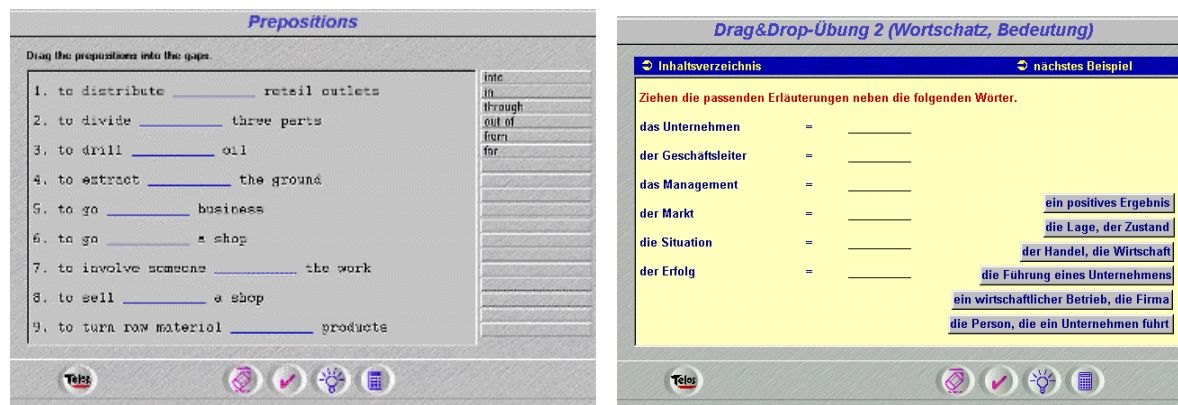 Prepositions
Drag the prepositions into the gaps.
1. to distribute __________ retail outlets
2. to divide __________ three parts
3. to drill __________ oil
4. to extract __________ the ground
5. to go __________ business
6. to go __________ a shop
7. to involve someone __________ the work
8. to sell __________ a shop
9. to turn raw material __________ products
into
in
through
out of
from
for
Telos
Drag&Drop-Übung 2 (Wortschatz, Bedeutung)
Inhaltsverzeichnis nächstes Beispiel
Ziehen die passenden Erläuterungen neben die folgenden Wörter.
das Unternehmen = __________
der Geschäftsleiter = __________
das Management = __________
der Markt = __________
die Situation = __________
der Erfolg = __________
ein positives Ergebnis
die Lage, der Zustand
der Handel, die Wirtschaft
die Führung eines Unternehmens
ein wirtschaftlicher Betrieb, die Firma
die Person, die ein Unternehmen führt
Telos